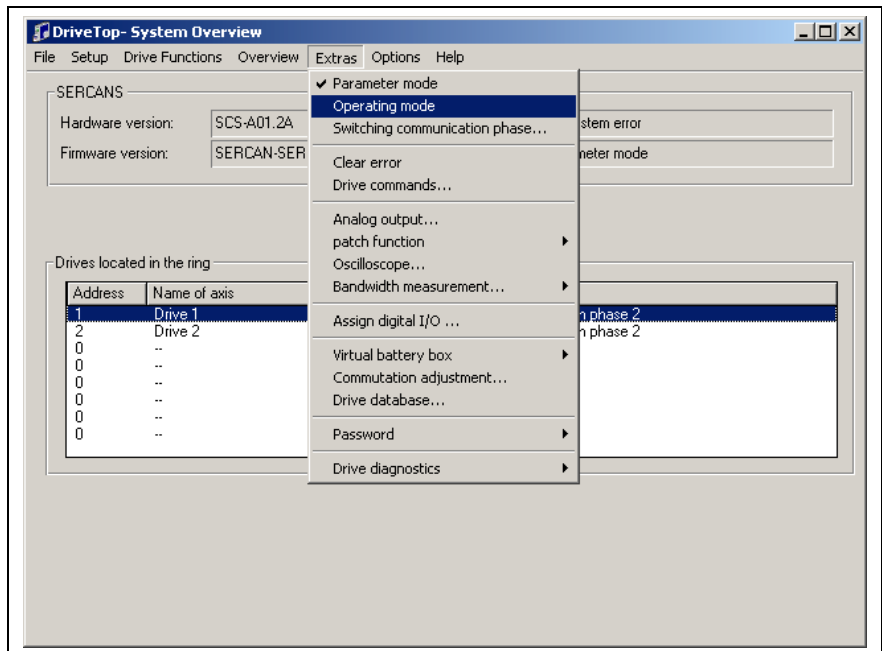 DriveTop- System Overview
File Setup Drive Functions Overview Extras Options Help
SERCANS
Hardware version: SCS-A01.2A
stem error
Firmware version: SERCAN-SER
meter mode
✔ Parameter mode
Operating mode
Switching communication phase...
Clear error
Drive commands...
Analog output...
patch function
Oscilloscope...
Bandwidth measurement...
Assign digital I/O ...
Virtual battery box
Commutation adjustment...
Drive database...
Password
Drive diagnostics
Drives located in the ring
Address Name of axis
1 Drive 1 phase 2
2 Drive 2 phase 2
0 --
0 --
0 --
0 --
0 --
0 --